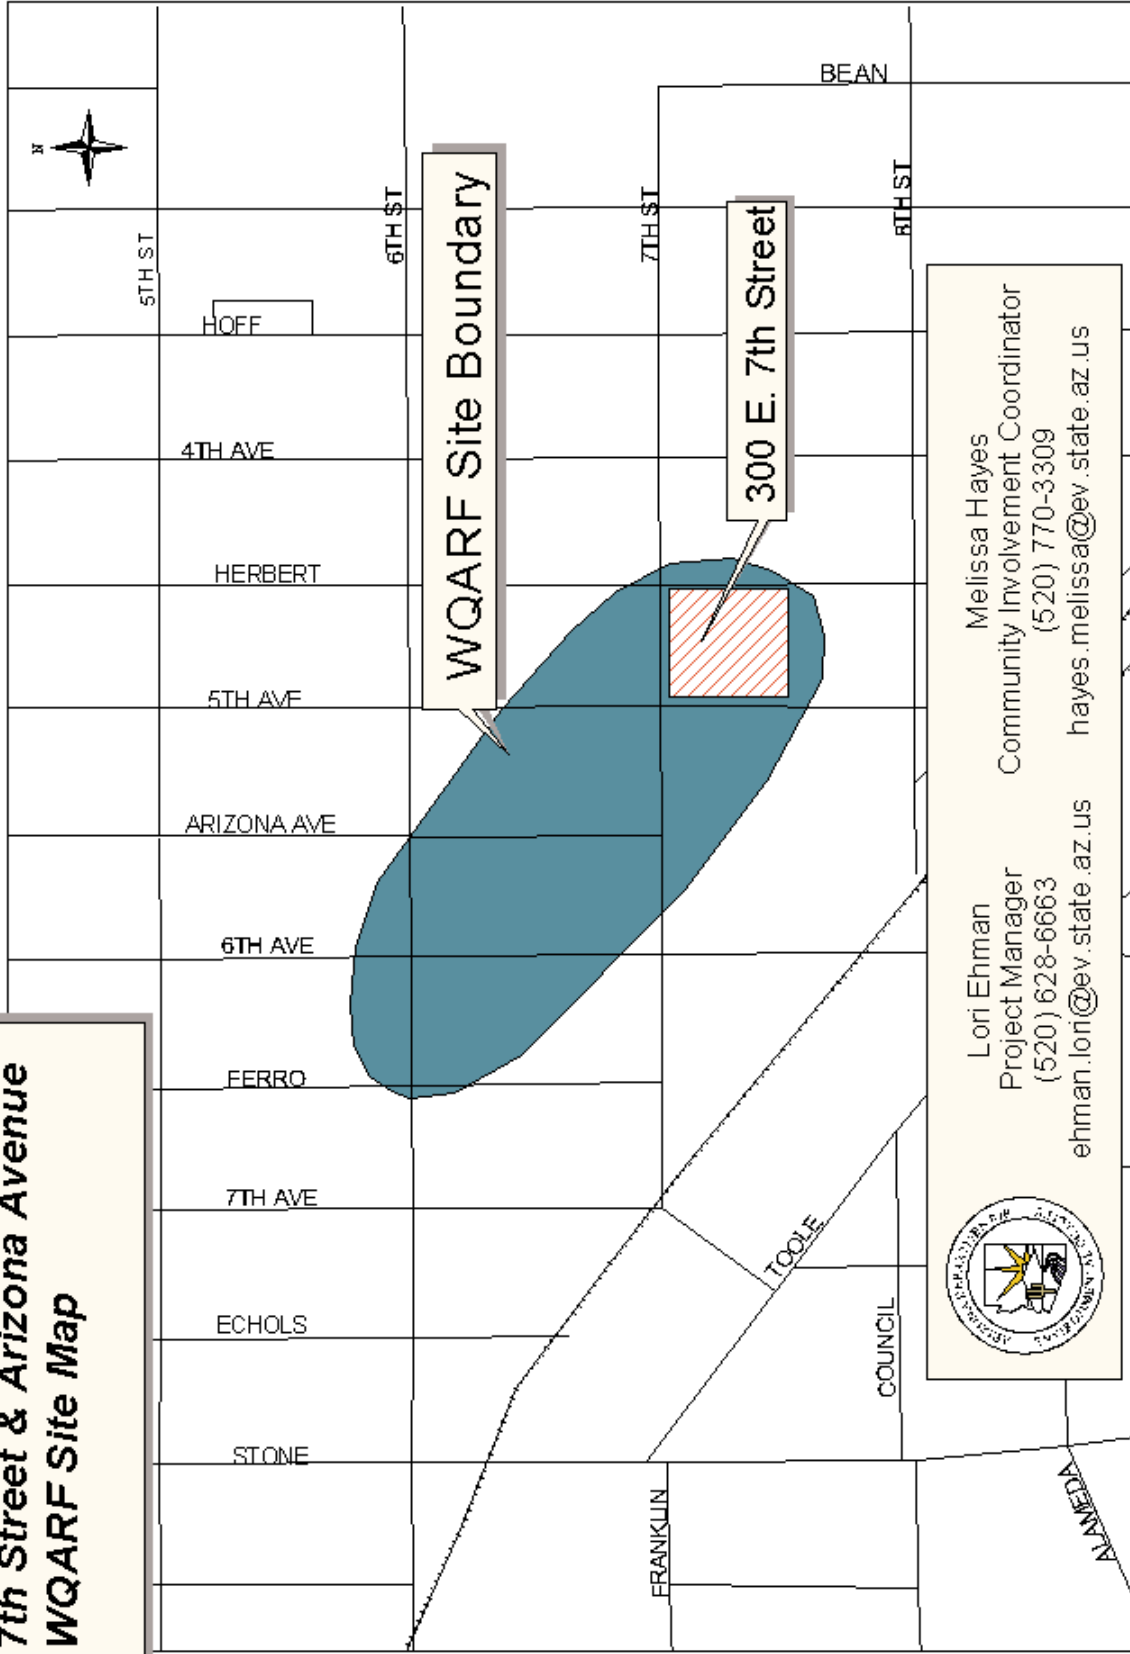 7th Street & Arizona Avenue
WQARF Site Map
N
5TH ST
6TH ST
7TH ST
8TH ST
BEAN
HOFF
4TH AVE
HERBERT
5TH AVE
ARIZONA AVE
6TH AVE
FERRO
7TH AVE
ECHOLS
STONE
TOOLE
COUNCIL
FRANKLIN
ALAMEDA
WQARF Site Boundary
300 E. 7th Street
Lori Ehman
Project Manager
(520) 628-6663
ehman.lori@ev.state.az.us
Melissa Hayes
Community Involvement Coordinator
(520) 770-3309
hayes.melissa@ev.state.az.us